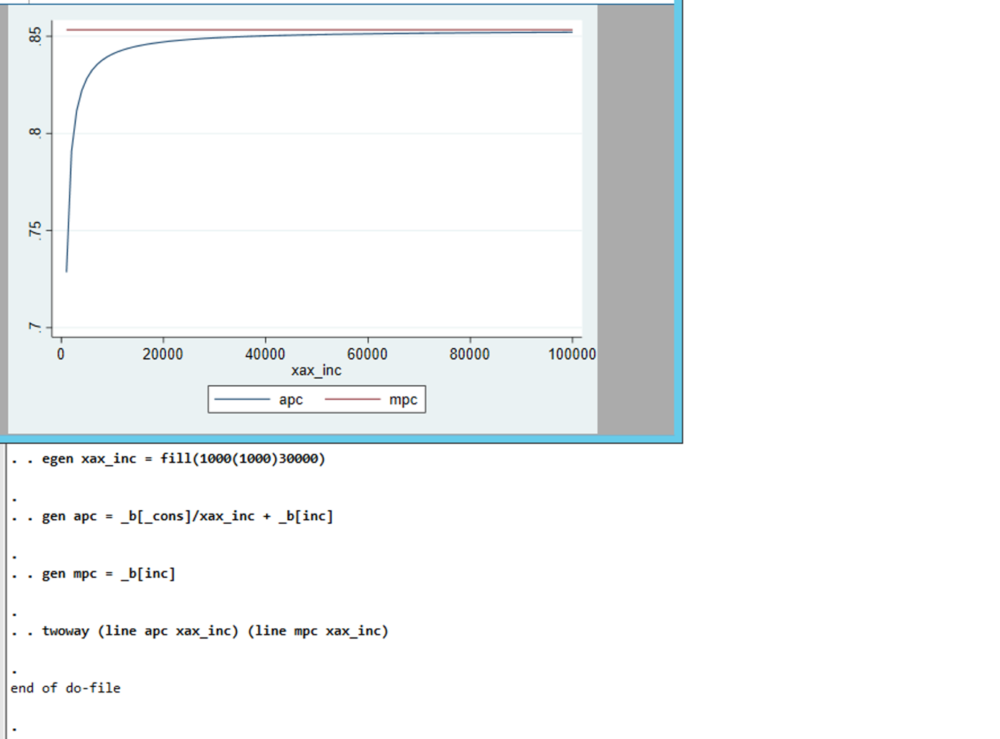 .85
.8
.75
.7
0 20000 40000 60000 80000 100000
xax_inc
apc mpc
. . egen xax_inc = fill(1000(1000)30000)
.
. . gen apc = _b[_cons]/xax_inc + _b[inc]
.
. . gen mpc = _b[inc]
.
. . twoway (line apc xax_inc) (line mpc xax_inc)
.
end of do-file
.